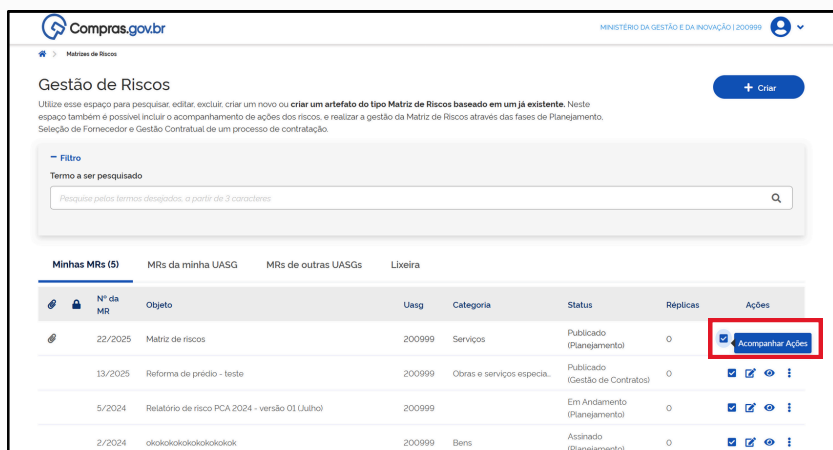 Compras.gov.br
MINISTÉRIO DA GESTÃO E DA INOVAÇÃO | 200999
Matrizes de Riscos
Gestão de Riscos
+ Criar
Utilize esse espaço para pesquisar, editar, excluir, criar um novo ou criar um artefato do tipo Matriz de Riscos baseado em um já existente. Neste
espaço também é possível incluir o acompanhamento de ações dos riscos, e realizar a gestão da Matriz de Riscos através das fases de Planejamento,
Seleção de Fornecedor e Gestão Contratual de um processo de contratação.
Filtro
Termo a ser pesquisado
Pesquise pelos termos desejados, a partir de 3 caracteres
Minhas MRs (5) MRs da minha UASG MRs de outras UASGs Lixeira
Nº da MR Objeto Uasg Categoria Status Réplicas Ações
22/2025 Matriz de riscos 200999 Serviços Publicado (Planejamento) 0 Acompanhar Ações
13/2025 Reforma de prédio - teste 200999 Obras e serviços especia... Publicado (Gestão de Contratos) 0
5/2024 Relatório de risco PCA 2024 - versão 01 (Julho) 200999 Em Andamento (Planejamento) 0
2/2024 okokokokokokokokok 200999 Bens Assinado (Planejamento) 0